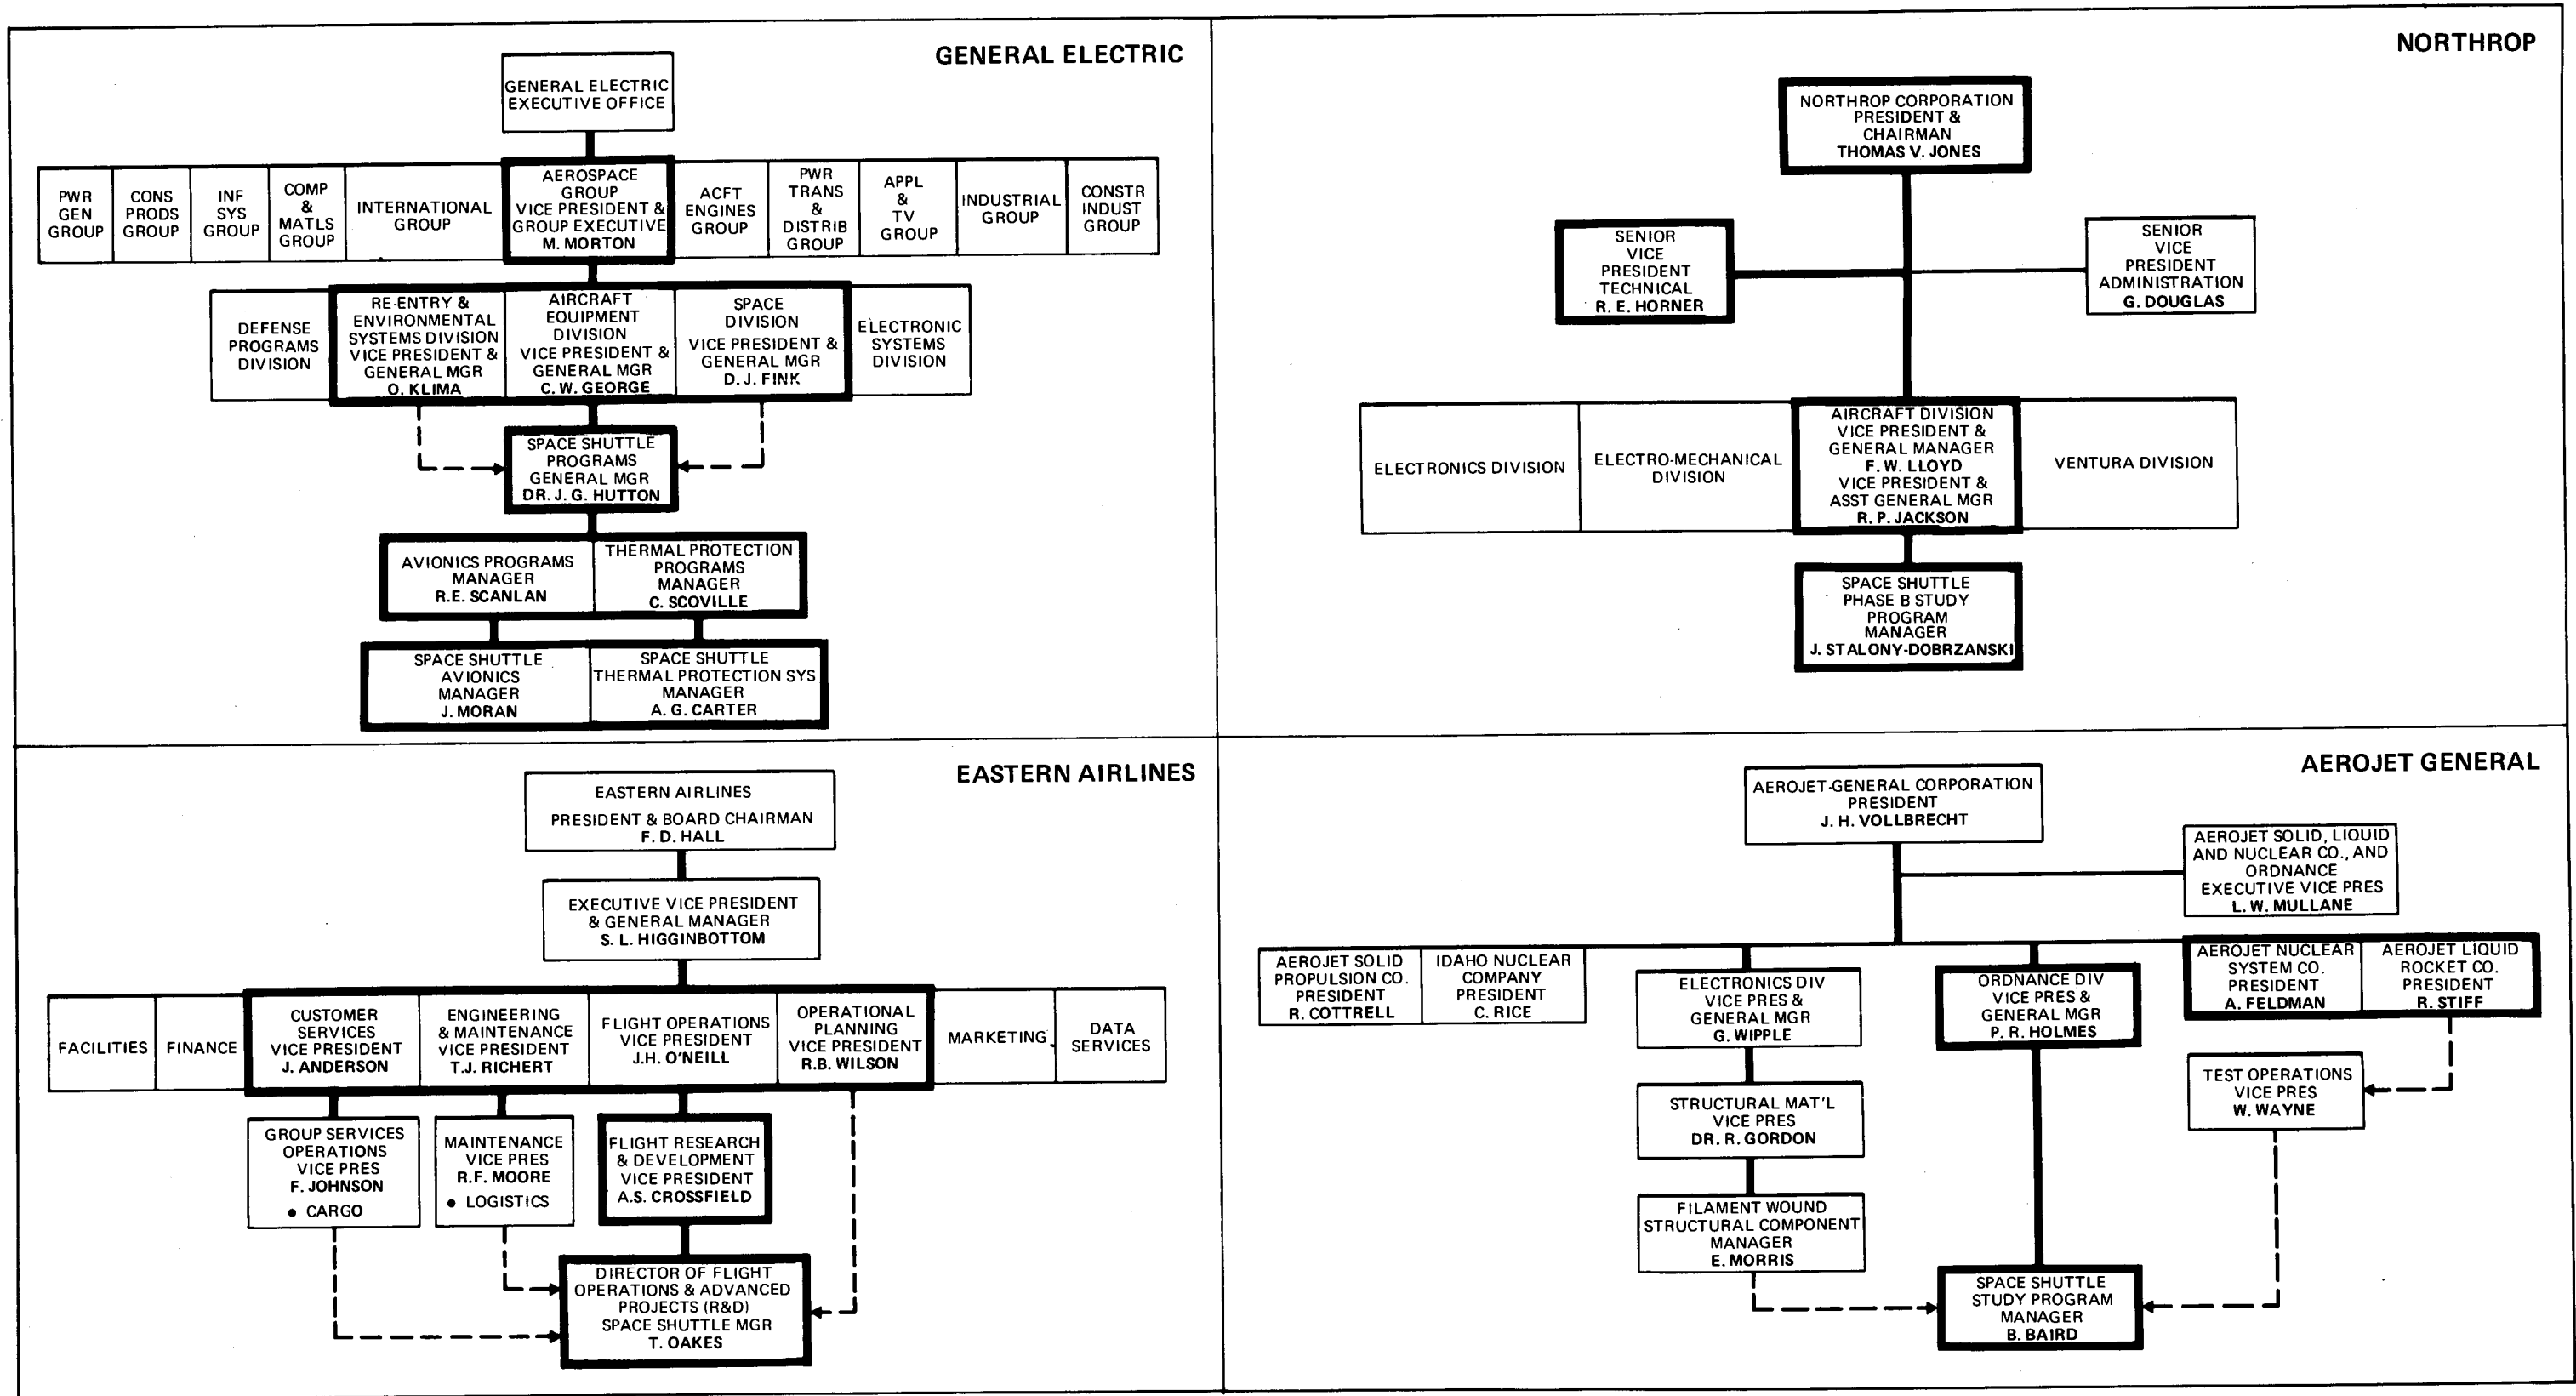 GENERAL ELECTRIC
GENERAL ELECTRIC
EXECUTIVE OFFICE
PWR
GEN
GROUP
CONS
PRODS
GROUP
INF
SYS
GROUP
COMP
&
MATLS
GROUP
INTERNATIONAL
GROUP
AEROSPACE
GROUP
VICE PRESIDENT &
GROUP EXECUTIVE
M. MORTON
ACFT
ENGINES
GROUP
PWR
TRANS
&
DISTRIB
GROUP
APPL
&
TV
GROUP
INDUSTRIAL
GROUP
CONSTR
INDUST
GROUP
DEFENSE
PROGRAMS
DIVISION
RE-ENTRY &
ENVIRONMENTAL
SYSTEMS DIVISION
VICE PRESIDENT &
GENERAL MGR
O. KLIMA
AIRCRAFT
EQUIPMENT
DIVISION
VICE PRESIDENT &
GENERAL MGR
C. W. GEORGE
SPACE
DIVISION
VICE PRESIDENT &
GENERAL MGR
D. J. FINK
ELECTRONIC
SYSTEMS
DIVISION
SPACE SHUTTLE
PROGRAMS
GENERAL MGR
DR. J. G. HUTTON
AVIONICS PROGRAMS
MANAGER
R.E. SCANLAN
THERMAL PROTECTION
PROGRAMS
MANAGER
C. SCOVILLE
SPACE SHUTTLE
AVIONICS
MANAGER
J. MORAN
SPACE SHUTTLE
THERMAL PROTECTION SYS
MANAGER
A. G. CARTER
NORTHROP
NORTHROP CORPORATION
PRESIDENT &
CHAIRMAN
THOMAS V. JONES
SENIOR
VICE
PRESIDENT
TECHNICAL
R. E. HORNER
SENIOR
VICE
PRESIDENT
ADMINISTRATION
G. DOUGLAS
ELECTRONICS DIVISION
ELECTRO-MECHANICAL
DIVISION
AIRCRAFT DIVISION
VICE PRESIDENT &
GENERAL MANAGER
F. W. LLOYD
VICE PRESIDENT &
ASST GENERAL MGR
R. P. JACKSON
VENTURA DIVISION
SPACE SHUTTLE
PHASE B STUDY
PROGRAM
MANAGER
J. STALONY-DOBRZANSKI
EASTERN AIRLINES
EASTERN AIRLINES
PRESIDENT & BOARD CHAIRMAN
F. D. HALL
EXECUTIVE VICE PRESIDENT
& GENERAL MANAGER
S. L. HIGGINBOTTOM
FACILITIES
FINANCE
CUSTOMER
SERVICES
VICE PRESIDENT
J. ANDERSON
ENGINEERING
& MAINTENANCE
VICE PRESIDENT
T.J. RICHERT
FLIGHT OPERATIONS
VICE PRESIDENT
J.H. O'NEILL
OPERATIONAL
PLANNING
VICE PRESIDENT
R.B. WILSON
MARKETING
DATA
SERVICES
GROUP SERVICES
OPERATIONS
VICE PRES
F. JOHNSON
• CARGO
MAINTENANCE
VICE PRES
R.F. MOORE
• LOGISTICS
FLIGHT RESEARCH
& DEVELOPMENT
VICE PRESIDENT
A.S. CROSSFIELD
DIRECTOR OF FLIGHT
OPERATIONS & ADVANCED
PROJECTS (R&D)
SPACE SHUTTLE MGR
T. OAKES
AEROJET GENERAL
AEROJET-GENERAL CORPORATION
PRESIDENT
J. H. VOLLBRECHT
AEROJET SOLID, LIQUID
AND NUCLEAR CO., AND
ORDNANCE
EXECUTIVE VICE PRES
L. W. MULLANE
AEROJET SOLID
PROPULSION CO.
PRESIDENT
R. COTTRELL
IDAHO NUCLEAR
COMPANY
PRESIDENT
C. RICE
ELECTRONICS DIV
VICE PRES &
GENERAL MGR
G. WIPPLE
ORDNANCE DIV
VICE PRES &
GENERAL MGR
P. R. HOLMES
AEROJET NUCLEAR
SYSTEM CO.
PRESIDENT
A. FELDMAN
AEROJET LIQUID
ROCKET CO.
PRESIDENT
R. STIFF
STRUCTURAL MAT'L
VICE PRES
DR. R. GORDON
TEST OPERATIONS
VICE PRES
W. WAYNE
FILAMENT WOUND
STRUCTURAL COMPONENT
MANAGER
E. MORRIS
SPACE SHUTTLE
STUDY PROGRAM
MANAGER
B. BAIRD